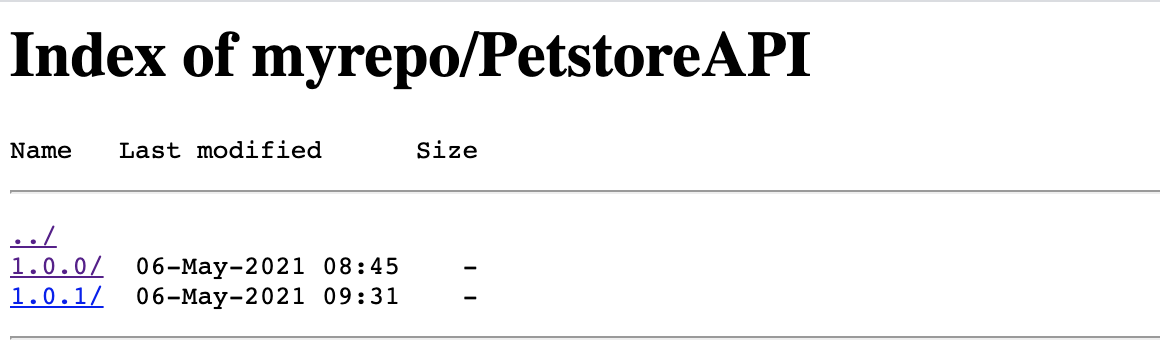 Index of myrepo/PetstoreAPI
Name   Last modified      Size
../
1.0.0/  06-May-2021 08:45    -
1.0.1/  06-May-2021 09:31    -